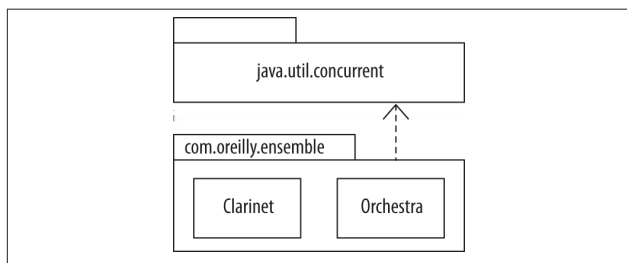 java.util.concurrent
com.oreilly.ensemble
Clarinet
Orchestra